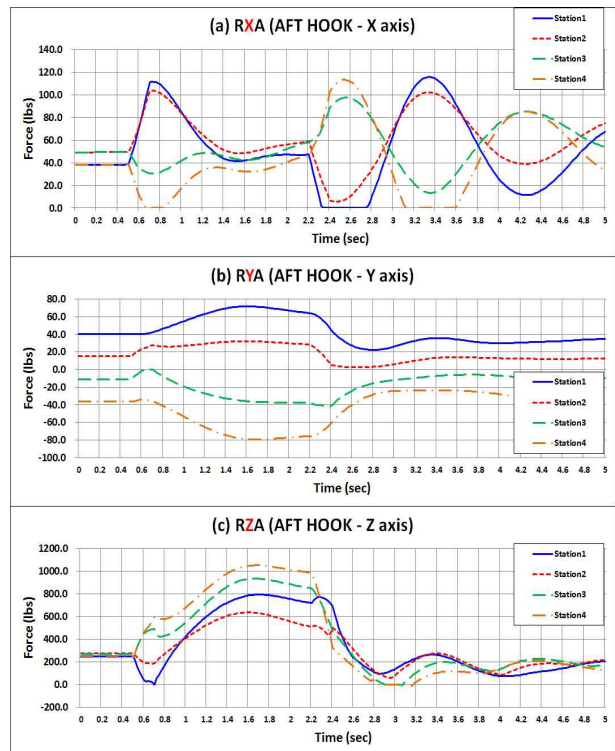 (a) RXA (AFT HOOK - X axis)
Station1
Station2
Station3
Station4
Force (lbs)
140.0
120.0
100.0
80.0
60.0
40.0
20.0
0.0
0 0.2 0.4 0.6 0.8 1 1.2 1.4 1.6 1.8 2 2.2 2.4 2.6 2.8 3 3.2 3.4 3.6 3.8 4 4.2 4.4 4.6 4.8 5
Time (sec)
(b) RYA (AFT HOOK - Y axis)
Force (lbs)
80.0
60.0
40.0
20.0
0.0
-20.0
-40.0
-60.0
-80.0
-100.0
Station1
Station2
Station3
Station4
0 0.2 0.4 0.6 0.8 1 1.2 1.4 1.6 1.8 2 2.2 2.4 2.6 2.8 3 3.2 3.4 3.6 3.8 4 4.2 4.4 4.6 4.8 5
Time (sec)
(c) RZA (AFT HOOK - Z axis)
Station1
Station2
Station3
Station4
Force (lbs)
1200.0
1000.0
800.0
600.0
400.0
200.0
0.0
-200.0
0 0.2 0.4 0.6 0.8 1 1.2 1.4 1.6 1.8 2 2.2 2.4 2.6 2.8 3 3.2 3.4 3.6 3.8 4 4.2 4.4 4.6 4.8 5
Time (sec)